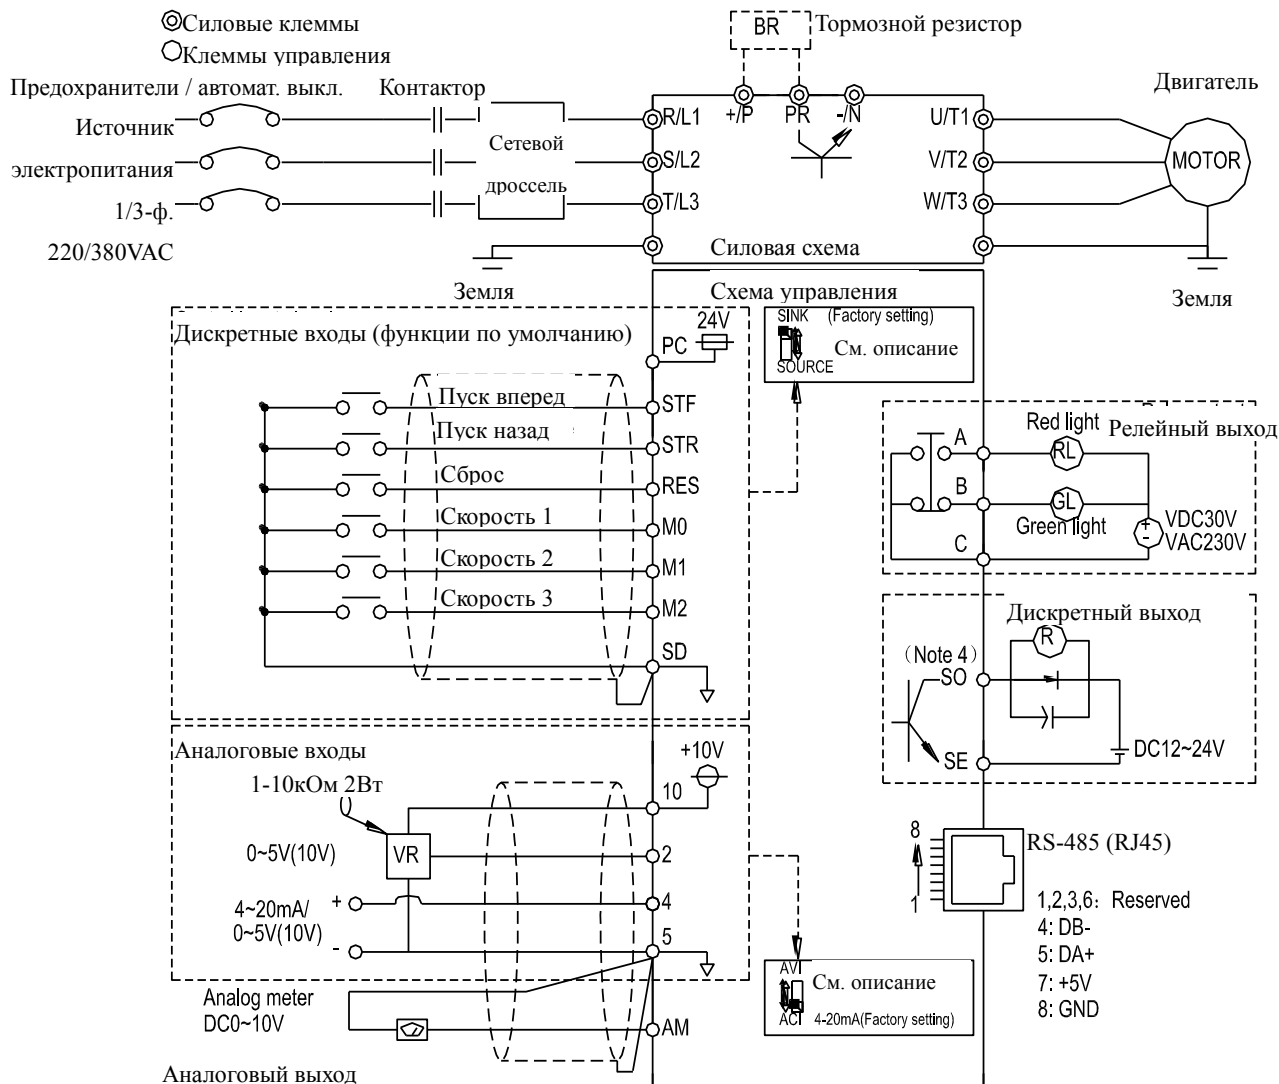 Силовые клеммы
Клеммы управления
BR
Тормозной резистор
Предохранители / автомат. выкл.
Контактор
Двигатель
Источник
электропитания
1/3-ф.
220/380VAC
Сетевой
дроссель
R/L1
S/L2
T/L3
+/P
PR
-/N
U/T1
V/T2
W/T3
MOTOR
Силовая схема
Земля
Земля
Схема управления
Дискретные входы (функции по умолчанию)
24V
PC
SINK (Factory setting)
См. описание
SOURCE
Пуск вперед
STF
Пуск назад
STR
Сброс
RES
Скорость 1
M0
Скорость 2
M1
Скорость 3
M2
SD
Red light
Релейный выход
A
RL
B
GL
Green light
C
+
-
VDC30V
VAC230V
Дискретный выход
R
(Note 4)
SO
SE
DC12~24V
Аналоговые входы
1-10кОм 2Вт
+10V
10
0~5V(10V)
VR
2
4~20mA/
0~5V(10V)
+
-
4
5
Analog meter
DC0~10V
AM
Аналоговый выход
AVI
См. описание
ACI 4-20mA(Factory setting)
8
1
RS-485 (RJ45)
1,2,3,6: Reserved
4: DB-
5: DA+
7: +5V
8: GND